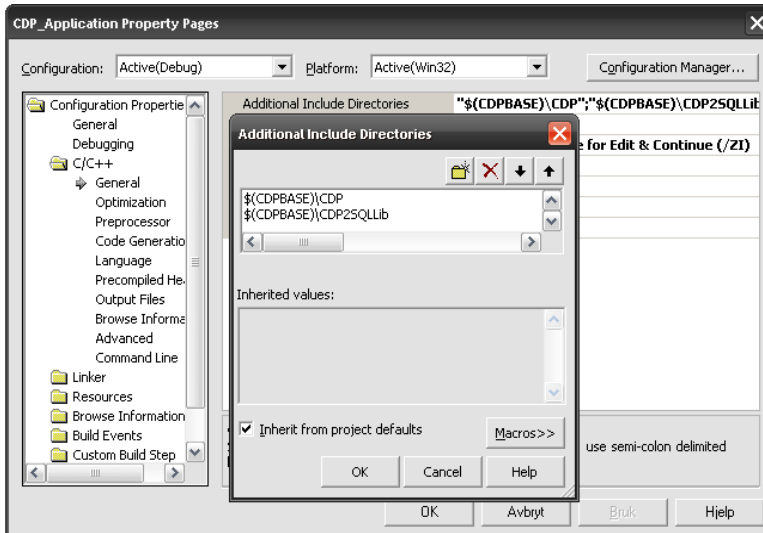 CDP_Application Property Pages
Configuration: Active(Debug) Platform: Active(Win32) Configuration Manager...
Configuration Propertie
General
Debugging
C/C++
General
Optimization
Preprocessor
Code Generatio
Language
Precompiled He
Output Files
Browse Informa
Advanced
Command Line
Linker
Resources
Browse Information
Build Events
Custom Build Step
Additional Include Directories "$(CDPBASE)\CDP";"$(CDPBASE)\CDP2SQLLib
for Edit & Continue (/ZI)
Additional Include Directories
$(CDPBASE)\CDP
$(CDPBASE)\CDP2SQLLib
Inherited values:
Inherit from project defaults
Macros>>
OK Cancel Help
use semi-colon delimited
OK Avbryt Bruk Hjelp